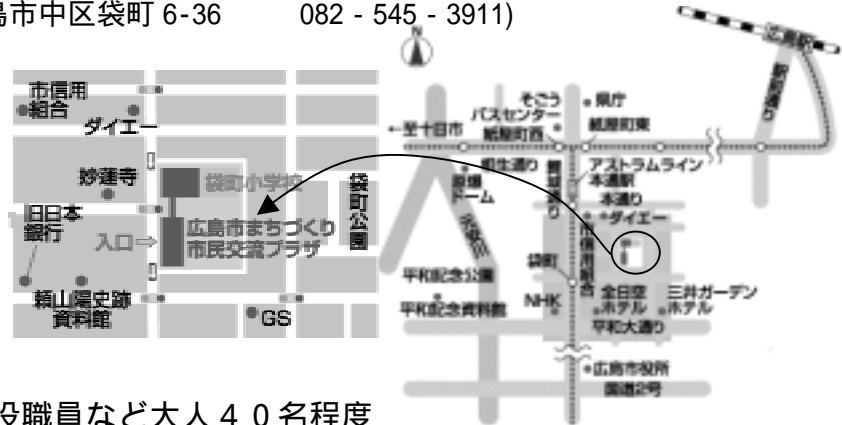 島市中区袋町 6-36 082 - 545 - 3911)
市信用
組合
ダイエー
妙蓮寺
袋町小学校
旧日本
銀行
入口⇨
広島市まちづくり
市民交流プラザ
袋町公園
頼山陽史跡
資料館
GS
N
広島駅
そごう
バスセンター
県庁
←至十日市
紙屋町西
紙屋町東
相生通り
原爆
ドーム
アストラムライン
本通駅
本通り
ダイエー
市信用組合
袋町
平和記念公園
平和記念資料館
NHK
全日空
ホテル
三井ガーデン
ホテル
平和大通り
広島市役所
国道2号
役職員など大人４０名程度